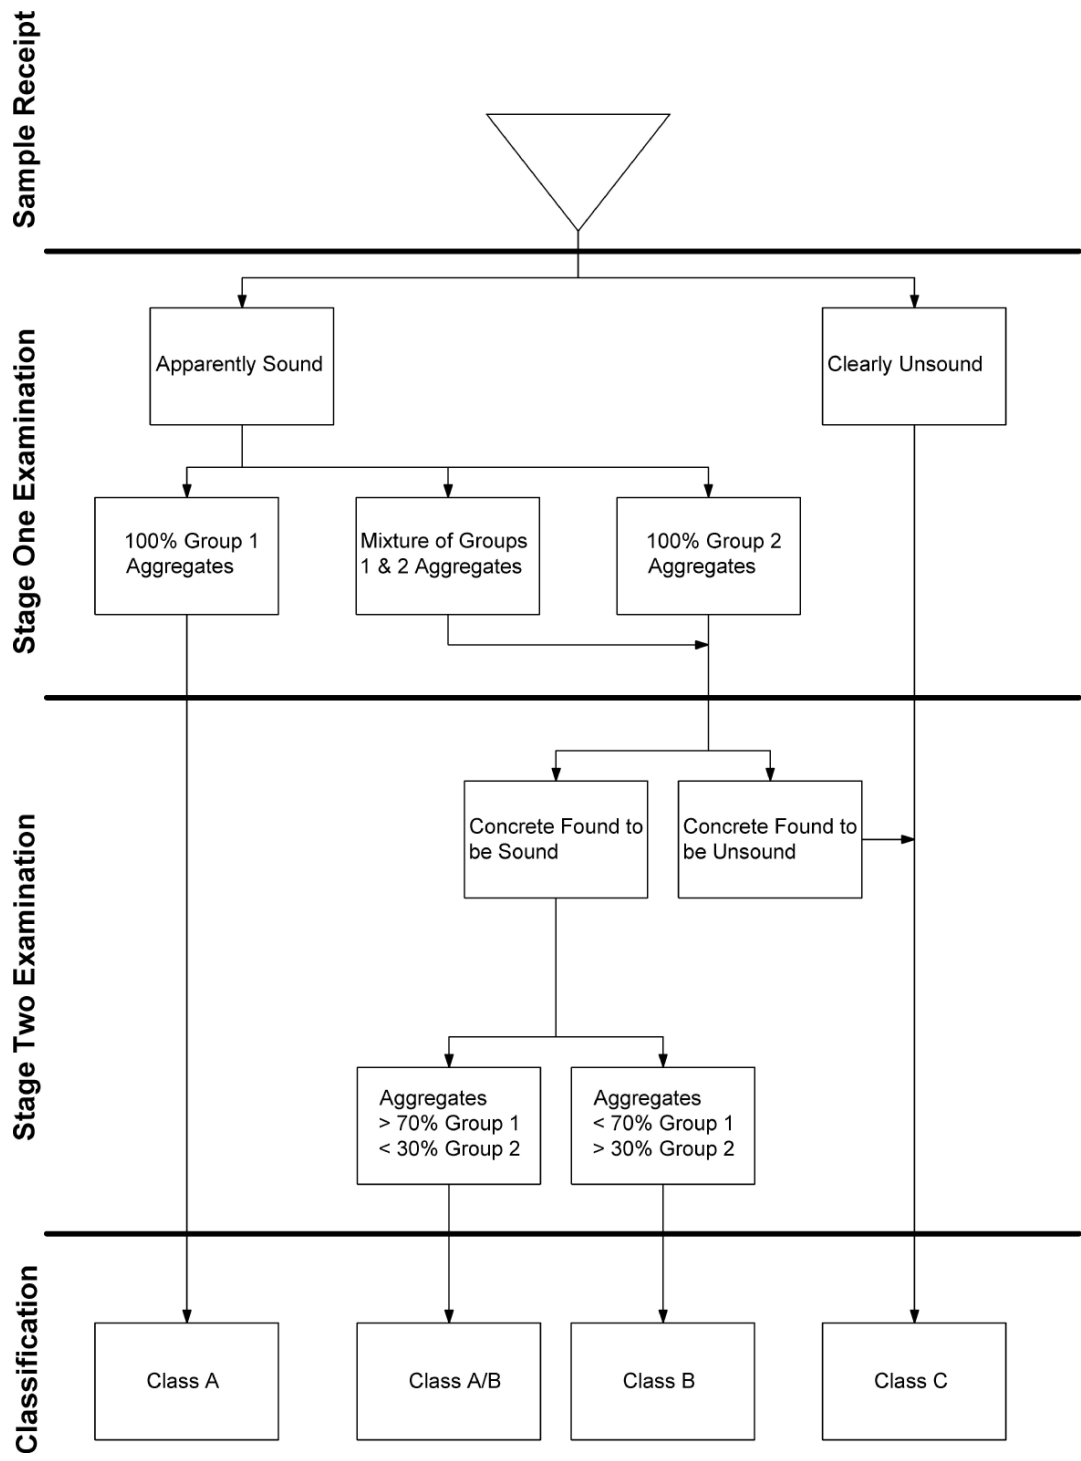 Sample Receipt
Stage One Examination
Apparently Sound
Clearly Unsound
100% Group 1
Aggregates
Mixture of Groups
1 & 2 Aggregates
100% Group 2
Aggregates
Stage Two Examination
Concrete Found to
be Sound
Concrete Found to
be Unsound
Aggregates
> 70% Group 1
< 30% Group 2
Aggregates
< 70% Group 1
> 30% Group 2
Classification
Class A
Class A/B
Class B
Class C